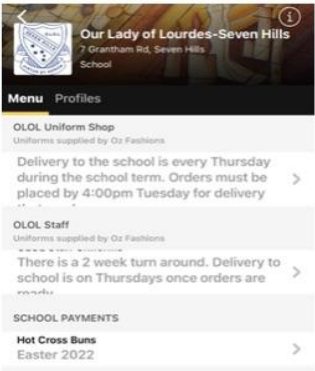 Our Lady of Lourdes-Seven Hills
7 Grantham Rd, Seven Hills
School
Menu Profiles
OLOL Uniform Shop
Uniforms supplied by Oz Fashions
Delivery to the school is every Thursday
during the school term. Orders must be
placed by 4:00pm Tuesday for delivery
OLOL Staff
Uniforms supplied by Oz Fashions
There is a 2 week turn around. Delivery to
school is on Thursdays once orders are
ready
SCHOOL PAYMENTS
Hot Cross Buns
Easter 2022